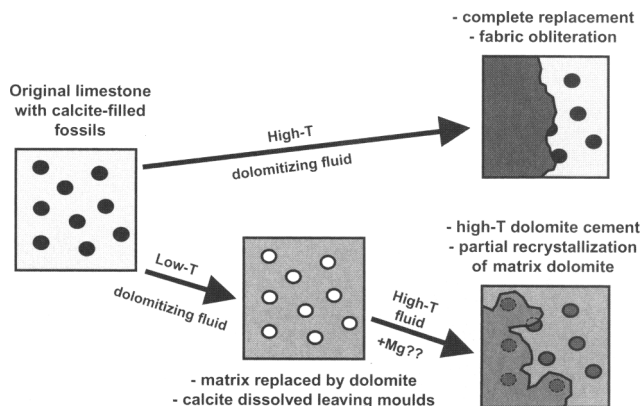 - complete replacement
- fabric obliteration
Original limestone
with calcite-filled
fossils
High-T
dolomitizing fluid
Low-T
dolomitizing fluid
- high-T dolomite cement
- partial recrystallization
of matrix dolomite
High-T
fluid
+Mg??
- matrix replaced by dolomite
- calcite dissolved leaving moulds